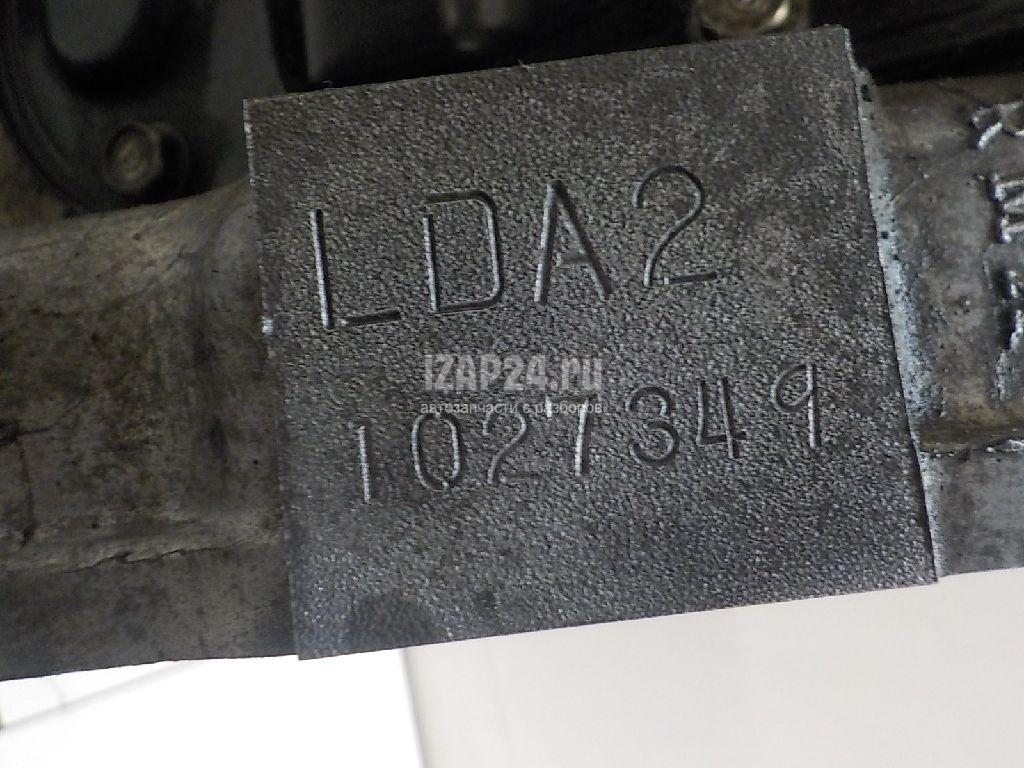 LDA2
iZAP24.ru
автозапчасти с разборов
1027349